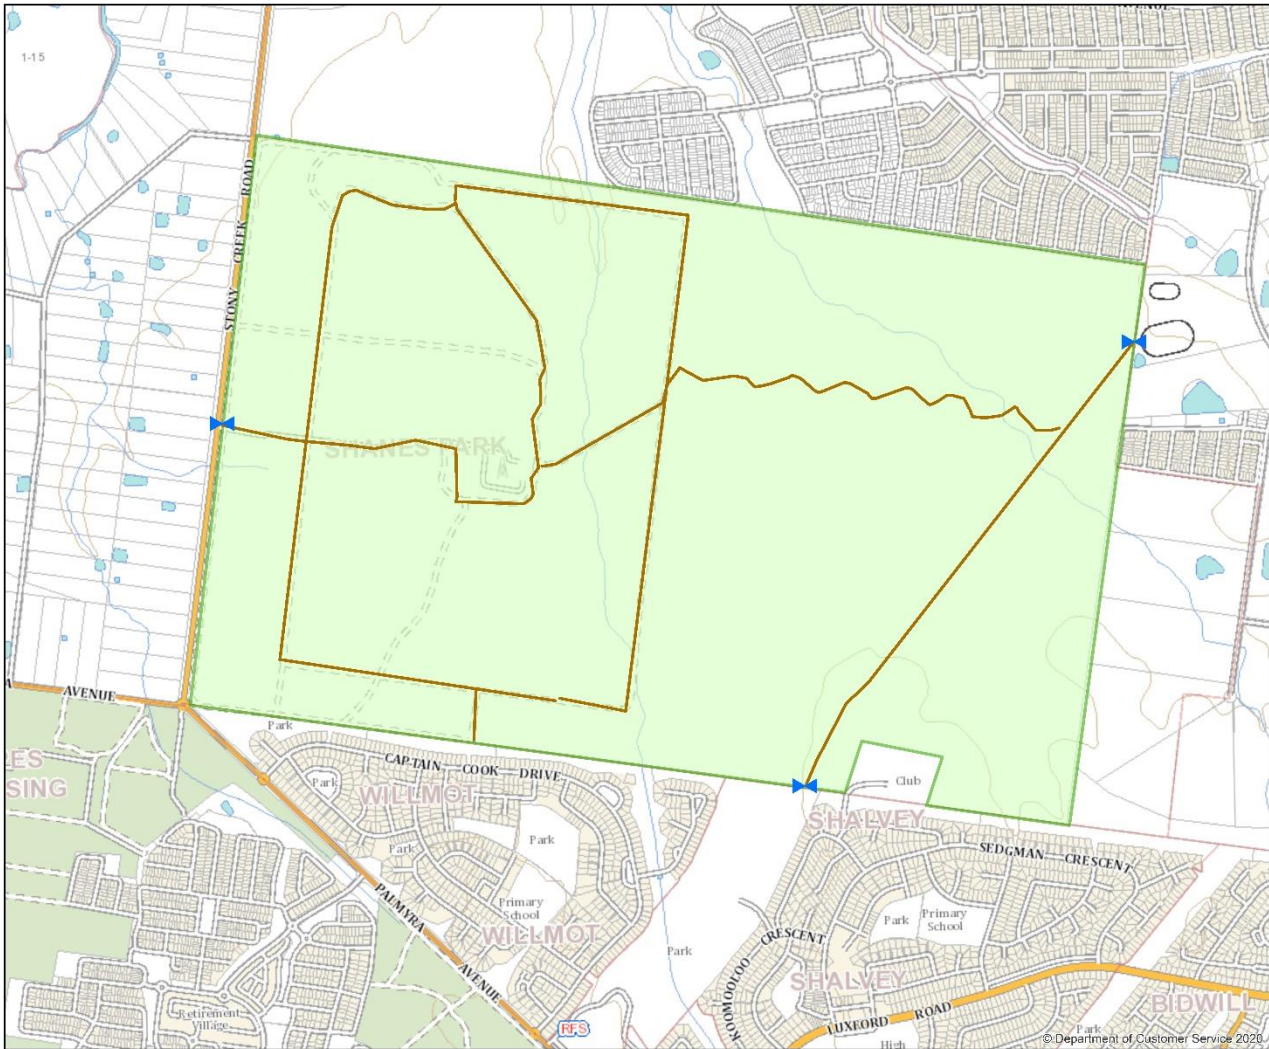 1-15
STONY CREEK ROAD
SHANES PARK
AVENUE
Park
CAPTAIN COOK DRIVE
Park
WILLMOT
Club
SHALVEY
ES
SING
Park
Park
SEDGMAN CRESCENT
PALMYRA AVENUE
Primary
School
WILLMOT
Park
Primary
School
KOOMOOLOO CRESCENT
Park
SHALVEY
BIDWILL
LUXFORD ROAD
Retirement
Village
RFS
Park
High
© Department of Customer Service 2020